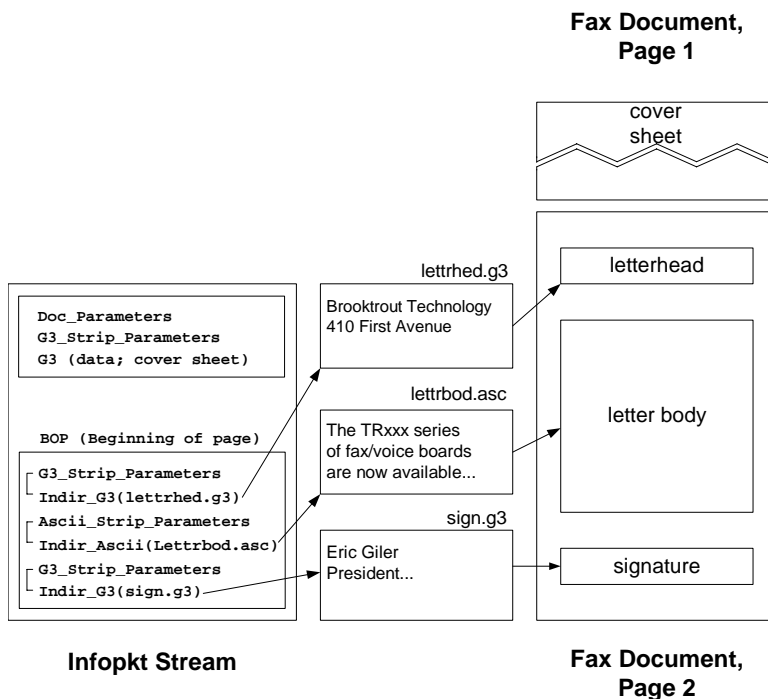 Fax Document,
Page 1
cover
sheet
lettrhed.g3
letterhead
Doc_Parameters
G3_Strip_Parameters
G3 (data; cover sheet)
Brooktrout Technology
410 First Avenue
lettrbod.asc
letter body
BOP (Beginning of page)
The TRxxx series
of fax/voice boards
are now available...
G3_Strip_Parameters
Indir_G3(lettrhed.g3)
Ascii_Strip_Parameters
Indir_Ascii(Lettrbod.asc)
G3_Strip_Parameters
Indir_G3(sign.g3)
sign.g3
Eric Giler
President...
signature
Infopkt Stream
Fax Document,
Page 2